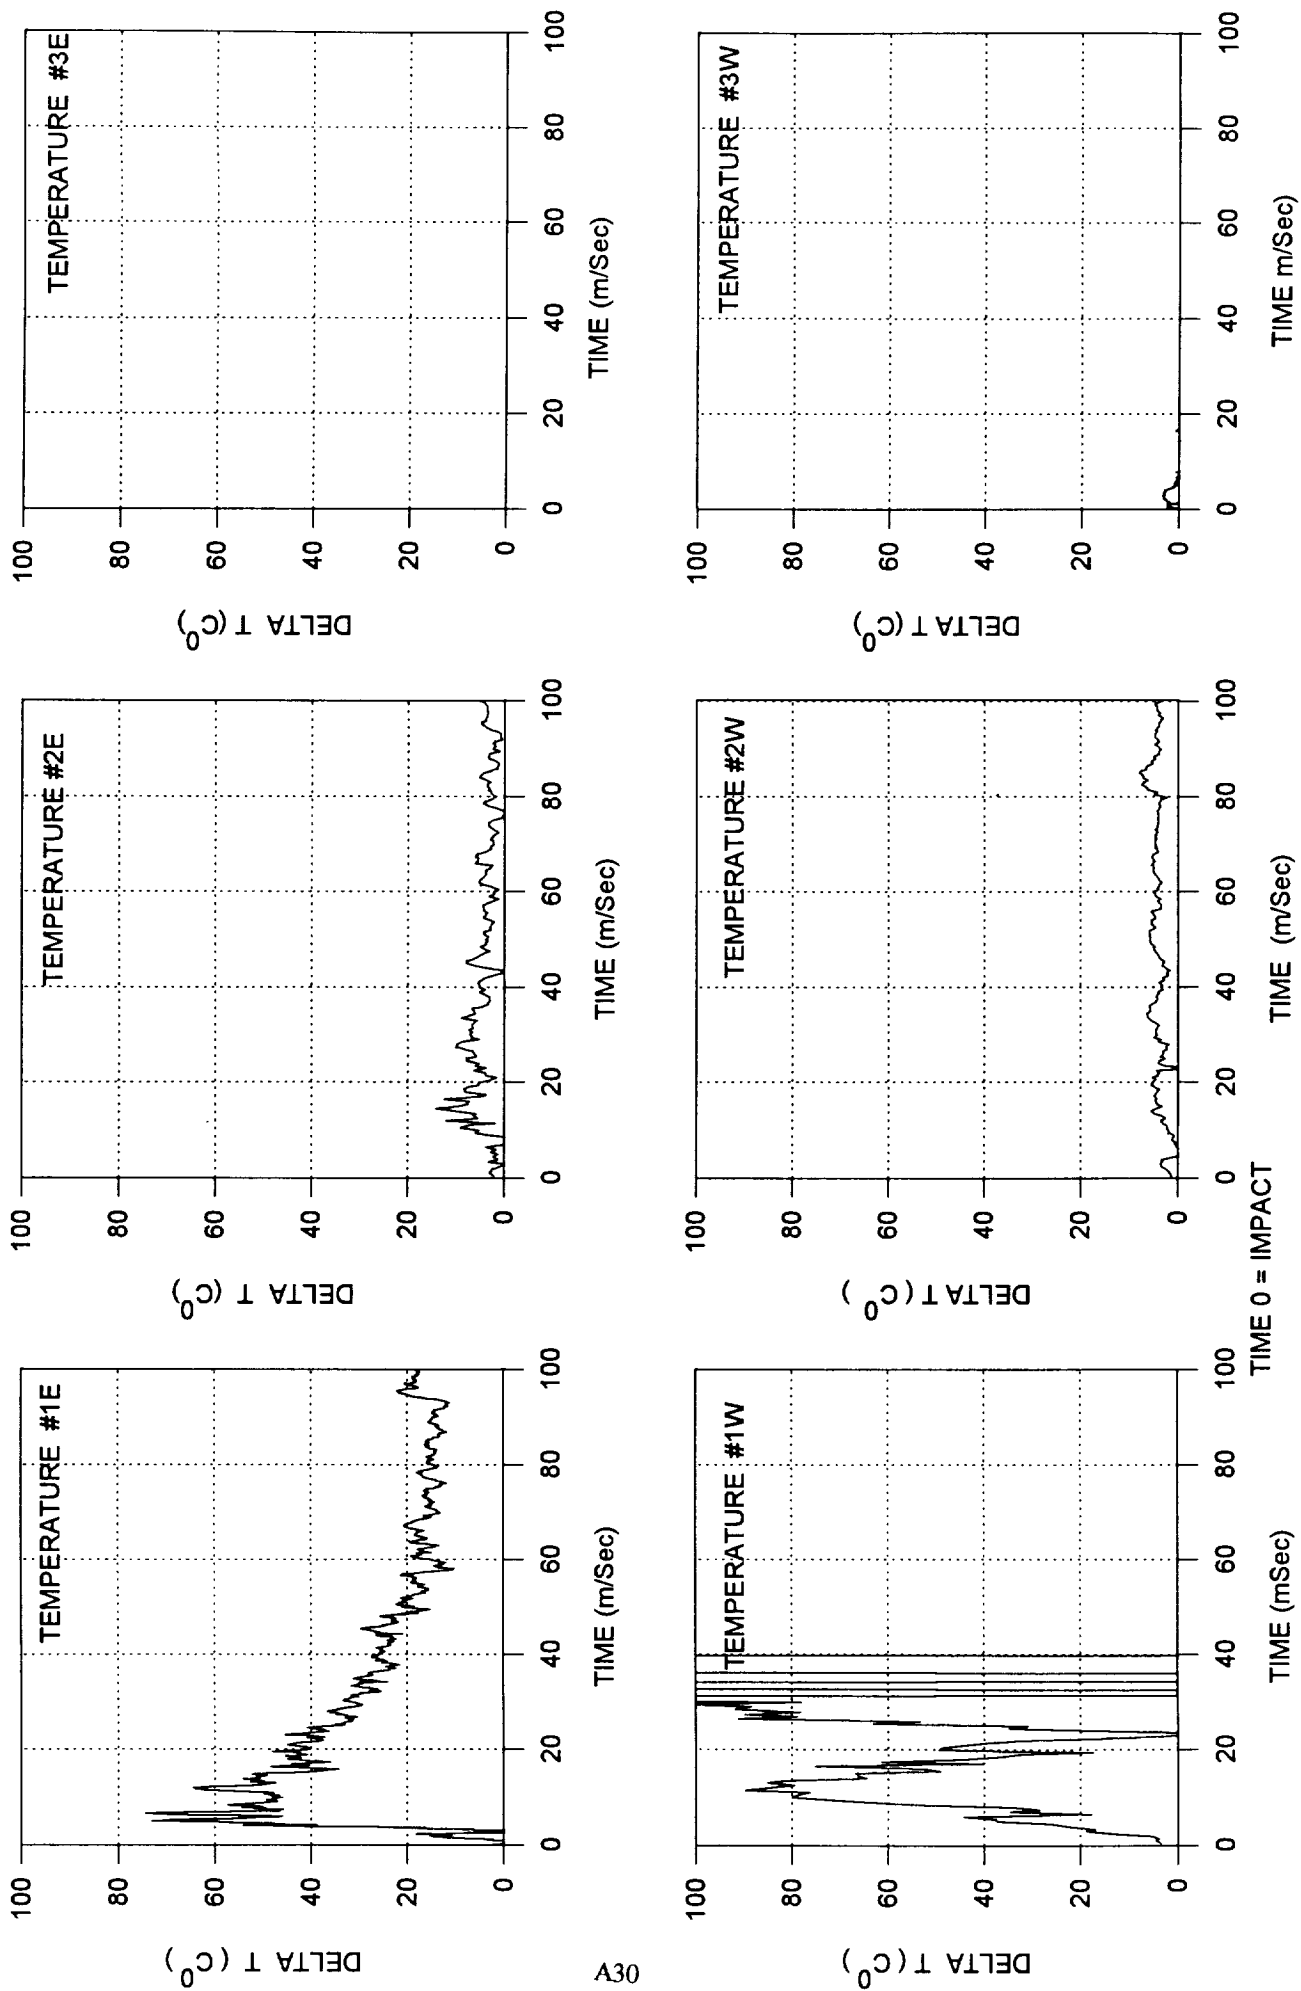 TEMPERATURE #1E
DELTA T (C⁰)
100
80
60
40
20
0
0 20 40 60 80 100
TIME (m/Sec)
TEMPERATURE #2E
DELTA T (C⁰)
100
80
60
40
20
0
0 20 40 60 80 100
TIME (m/Sec)
TEMPERATURE #3E
DELTA T (C⁰)
100
80
60
40
20
0
0 20 40 60 80 100
TIME (m/Sec)
TEMPERATURE #1W
DELTA T (C⁰)
100
80
60
40
20
0
0 20 40 60 80 100
TIME (mSec)
TEMPERATURE #2W
DELTA T (C⁰)
100
80
60
40
20
0
0 20 40 60 80 100
TIME (m/Sec)
TEMPERATURE #3W
DELTA T (C⁰)
100
80
60
40
20
0
0 20 40 60 80 100
TIME m/Sec)
TIME 0 = IMPACT
A30